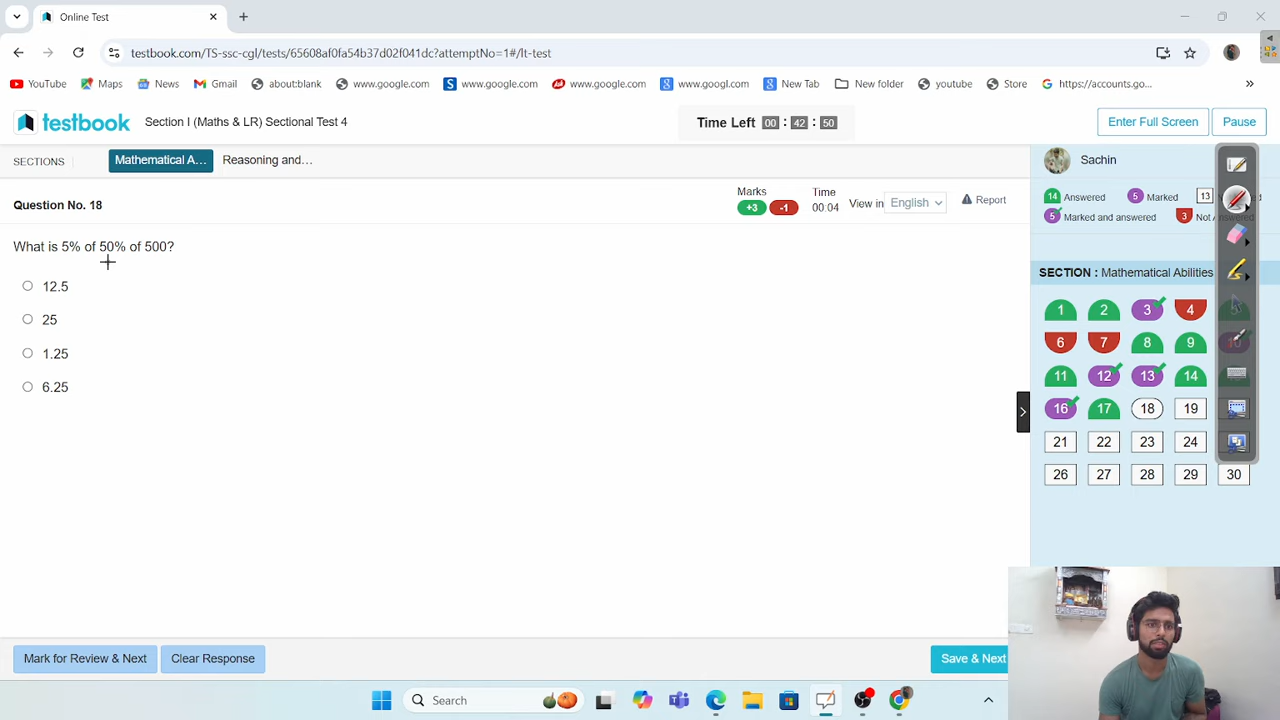 Online Test
testbook.com/TS-ssc-cgl/tests/65608af0fa54b37d02f041dc?attemptNo=1#/lt-test
YouTube Maps News Gmail about:blank www.google.com www.google.com www.google.com www.googl.com New Tab New folder youtube Store https://accounts.go...
testbook Section I (Maths & LR) Sectional Test 4 Time Left 00 : 42 : 50 Enter Full Screen Pause
SECTIONS Mathematical A... Reasoning and... Sachin
Question No. 18 Marks +3 -1 Time 00:04 View in English Report
14 Answered 5 Marked 13
5 Marked and answered 3 Not
What is 5% of 50% of 500?
12.5
25
1.25
6.25
SECTION : Mathematical Abilities
1 2 3 4
6 7 8 9 10
11 12 13 14
16 17 18 19
21 22 23 24
26 27 28 29 30
Mark for Review & Next Clear Response Save & Next
Search